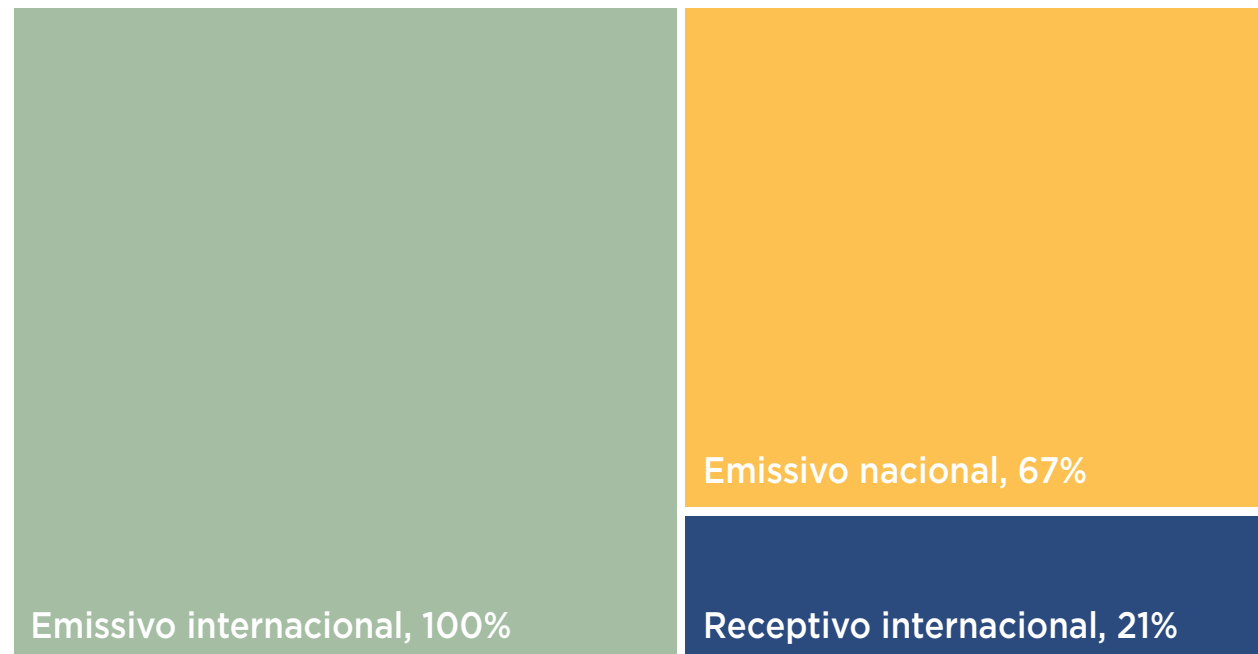 Emissivo internacional, 100%
Emissivo nacional, 67%
Receptivo internacional, 21%